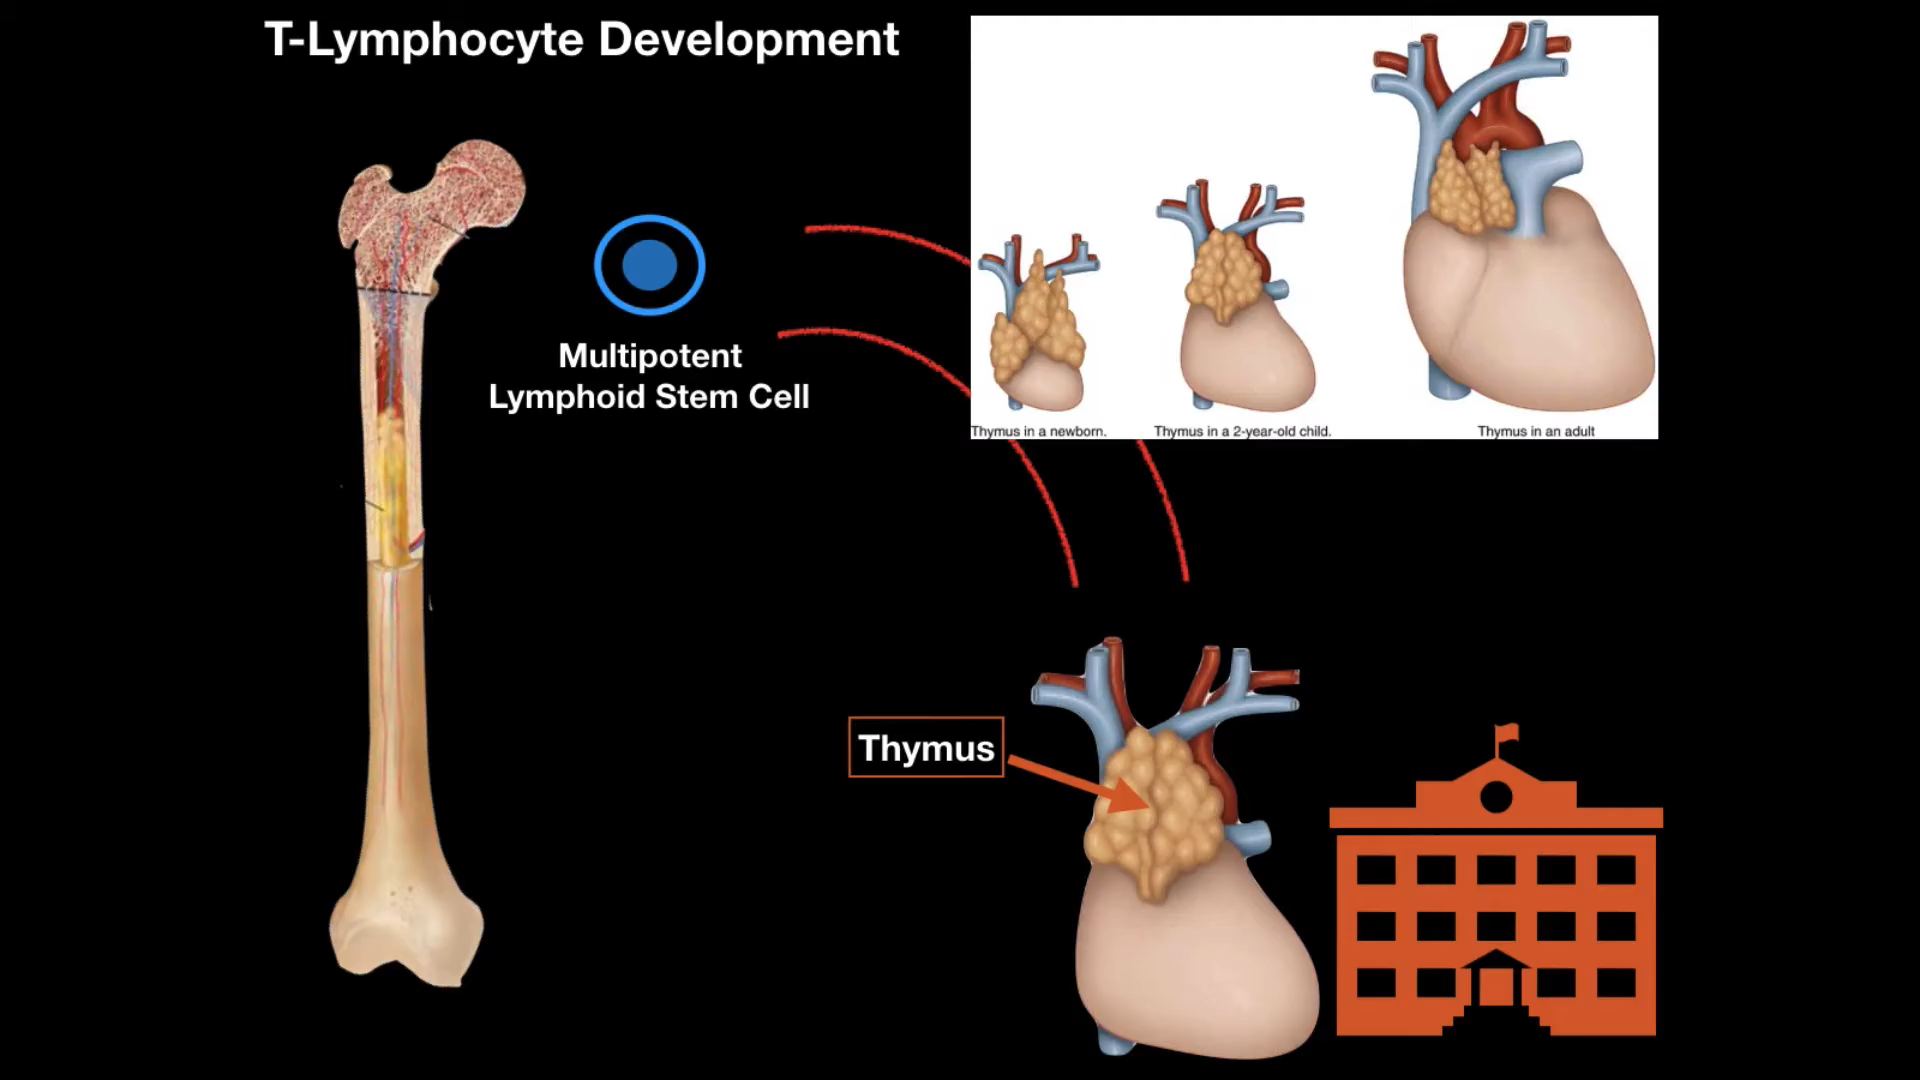 T-Lymphocyte Development
Multipotent
Lymphoid Stem Cell
Thymus in a newborn.
Thymus in a 2-year-old child.
Thymus in an adult
Thymus